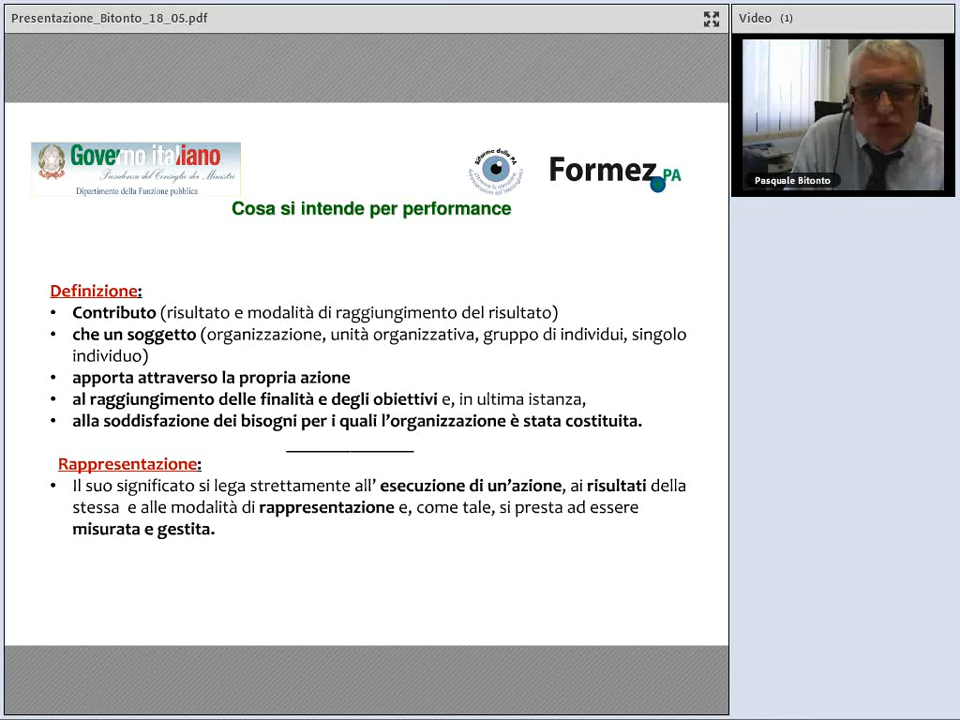 Presentazione_Bitonto_18_05.pdf
Video (1)
Pasquale Bitonto
Governo italiano
Presidenza del Consiglio dei Ministri
Dipartimento della Funzione pubblica
Riforma della PA
Formez PA
Cosa si intende per performance
Definizione:
• Contributo (risultato e modalità di raggiungimento del risultato)
• che un soggetto (organizzazione, unità organizzativa, gruppo di individui, singolo
individuo)
• apporta attraverso la propria azione
• al raggiungimento delle finalità e degli obiettivi e, in ultima istanza,
• alla soddisfazione dei bisogni per i quali l’organizzazione è stata costituita.
Rappresentazione:
• Il suo significato si lega strettamente all’ esecuzione di un’azione, ai risultati della
stessa e alle modalità di rappresentazione e, come tale, si presta ad essere
misurata e gestita.